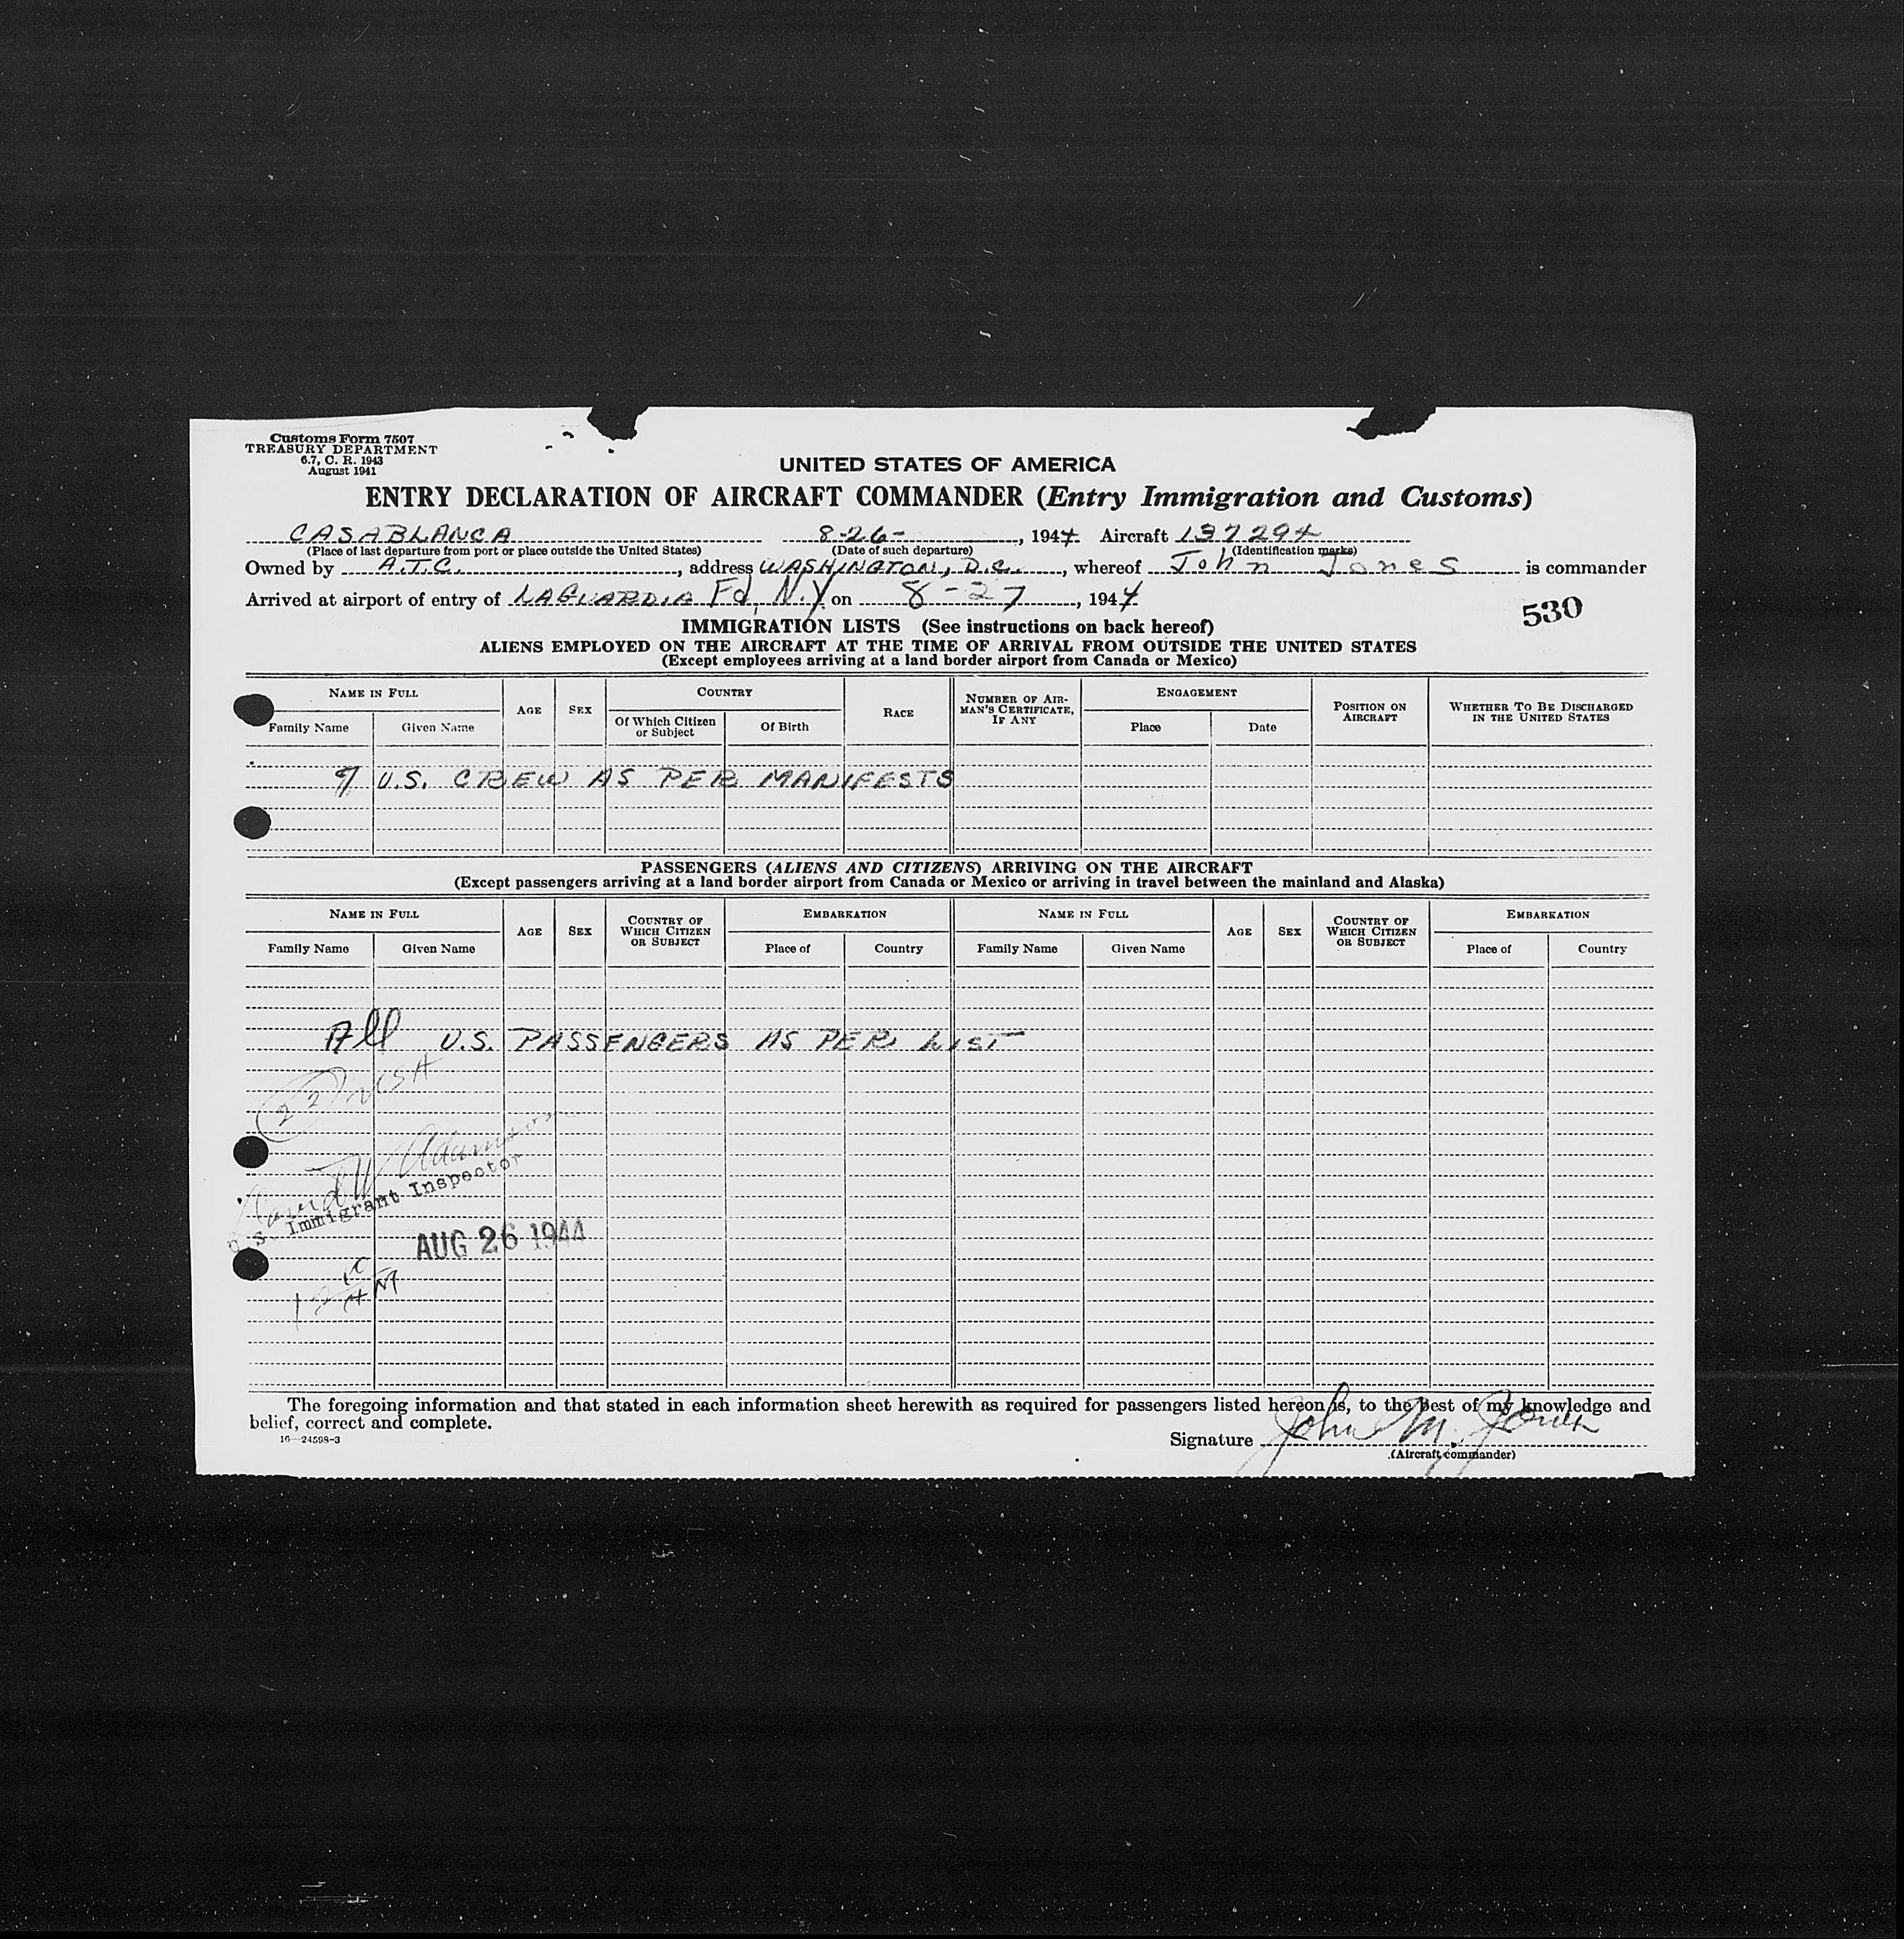 Customs Form 7507
TREASURY DEPARTMENT
6.7, C. R. 1943
August 1941
UNITED STATES OF AMERICA
ENTRY DECLARATION OF AIRCRAFT COMMANDER (Entry Immigration and Customs)
CASABLANCA 8-26- , 1944 Aircraft 137294
(Place of last departure from port or place outside the United States) (Date of such departure) (Identification marks)
Owned by A.T.C. , address WASHINGTON, D.C. , whereof John Jones is commander
Arrived at airport of entry of LAGUARDIA Fd, N.Y on 8-27 , 1944
530
IMMIGRATION LISTS (See instructions on back hereof)
ALIENS EMPLOYED ON THE AIRCRAFT AT THE TIME OF ARRIVAL FROM OUTSIDE THE UNITED STATES
(Except employees arriving at a land border airport from Canada or Mexico)
NAME IN FULL AGE SEX COUNTRY RACE NUMBER OF AIRMAN'S CERTIFICATE, IF ANY ENGAGEMENT POSITION ON AIRCRAFT WHETHER TO BE DISCHARGED IN THE UNITED STATES
Family Name Given Name Of Which Citizen or Subject Of Birth Place Date
U.S. CREW AS PER MANIFESTS
PASSENGERS (ALIENS AND CITIZENS) ARRIVING ON THE AIRCRAFT
(Except passengers arriving at a land border airport from Canada or Mexico or arriving in travel between the mainland and Alaska)
NAME IN FULL AGE SEX COUNTRY OF WHICH CITIZEN OR SUBJECT EMBARKATION NAME IN FULL AGE SEX COUNTRY OF WHICH CITIZEN OR SUBJECT EMBARKATION
Family Name Given Name Place of Country Family Name Given Name Place of Country
All U.S. PASSENGERS AS PER LIST
22 USA
W Adamson
U.S. Immigrant Inspector
AUG 26 1944
12 10 AM
The foregoing information and that stated in each information sheet herewith as required for passengers listed hereon is, to the best of my knowledge and
belief, correct and complete.
16—24598-3
Signature John M. Jones
(Aircraft commander)